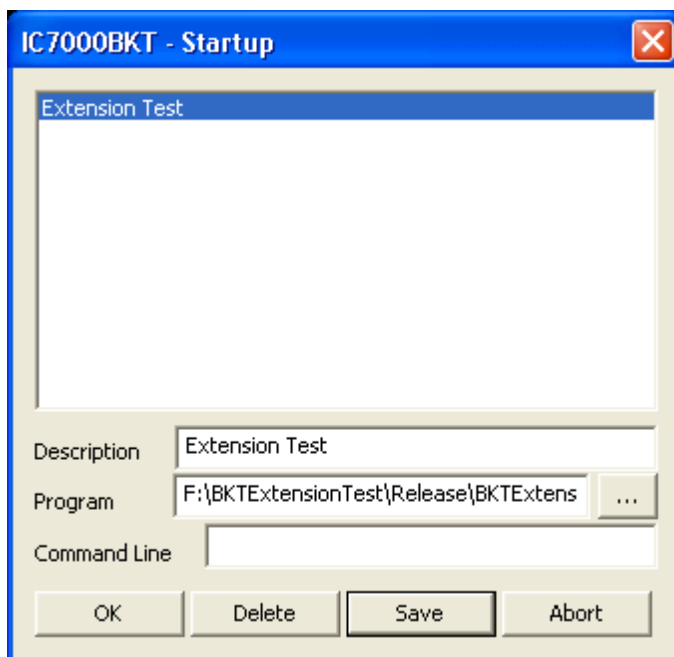 IC7000BKT - Startup
Extension Test
Description Extension Test
Program F:\BKTExtensionTest\Release\BKTExtens ...
Command Line
OK Delete Save Abort